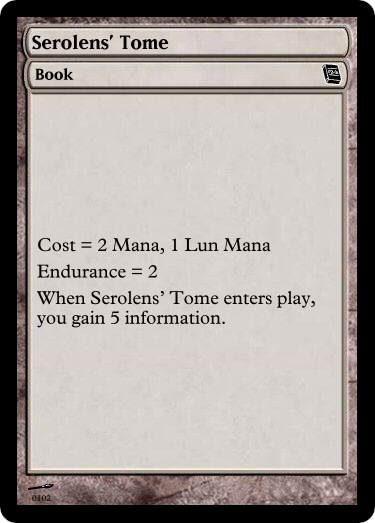 Serolens' Tome
Book
Cost = 2 Mana, 1 Lun Mana
Endurance = 2
When Serolens’ Tome enters play,
you gain 5 information.
0102